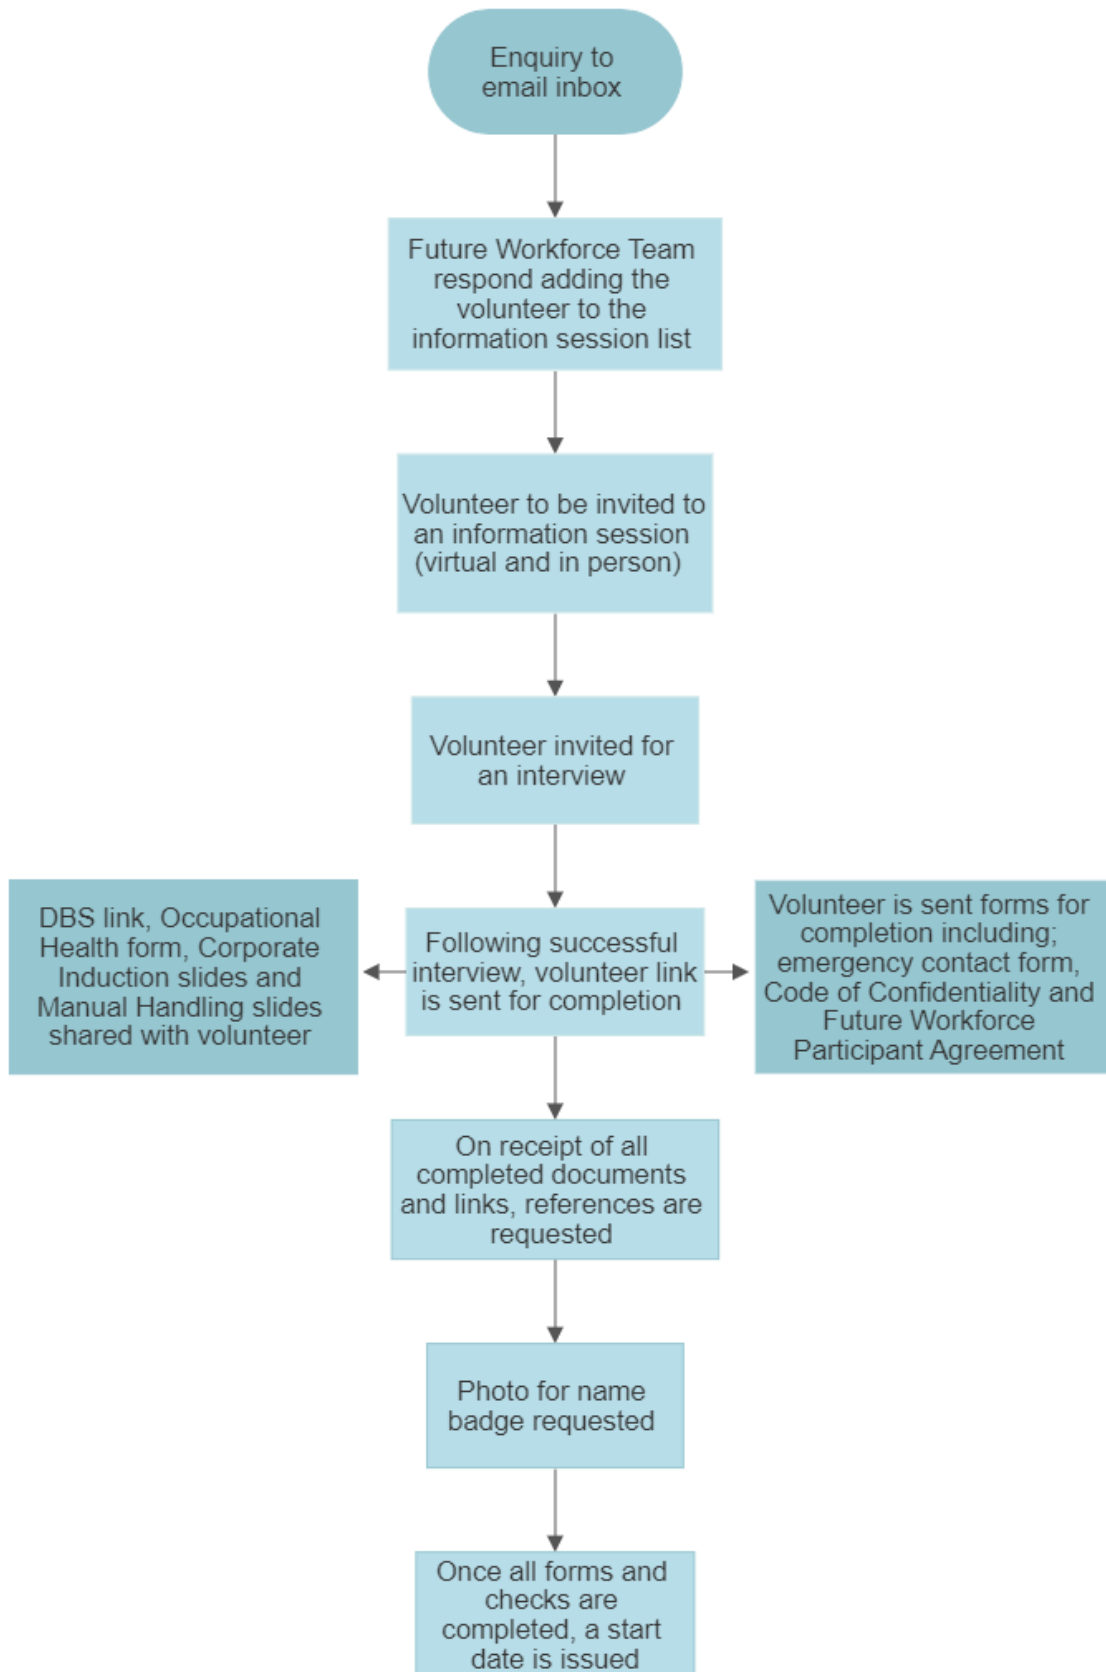 Enquiry to
email inbox
Future Workforce Team
respond adding the
volunteer to the
information session list
Volunteer to be invited to
an information session
(virtual and in person)
Volunteer invited for
an interview
DBS link, Occupational
Health form, Corporate
Induction slides and
Manual Handling slides
shared with volunteer
Following successful
interview, volunteer link
is sent for completion
Volunteer is sent forms for
completion including;
emergency contact form,
Code of Confidentiality and
Future Workforce
Participant Agreement
On receipt of all
completed documents
and links, references are
requested
Photo for name
badge requested
Once all forms and
checks are
completed, a start
date is issued